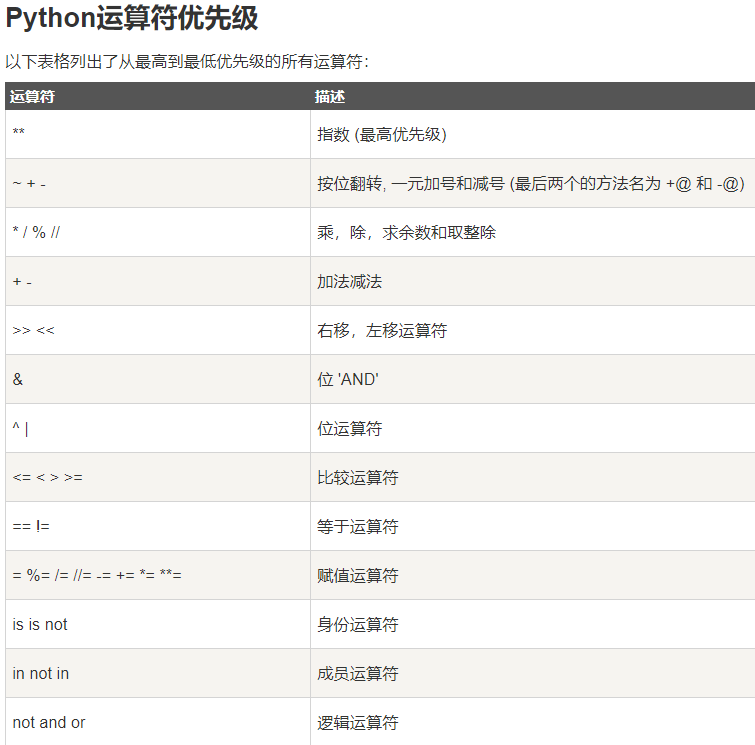 Python运算符优先级
以下表格列出了从最高到最低优先级的所有运算符：
运算符 描述
** 指数 (最高优先级)
~ + - 按位翻转, 一元加号和减号 (最后两个的方法名为 +@ 和 -@)
* / % // 乘，除，求余数和取整除
+ - 加法减法
>> << 右移，左移运算符
& 位 'AND'
^ | 位运算符
<= < > >= 比较运算符
== != 等于运算符
= %= /= //= -= += *= **= 赋值运算符
is is not 身份运算符
in not in 成员运算符
not and or 逻辑运算符